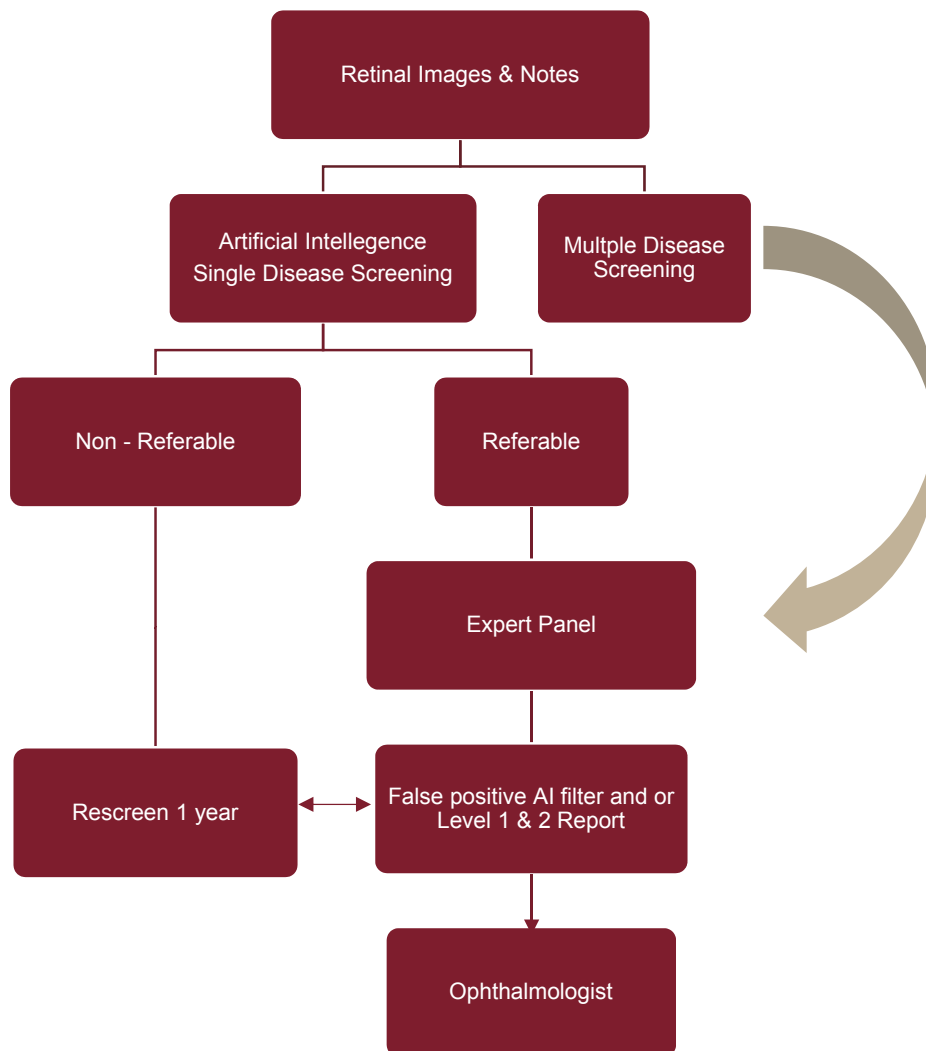 Retinal Images & Notes
Artificial Intellegence
Single Disease Screening
Multple Disease
Screening
Non - Referable
Referable
Expert Panel
Rescreen 1 year
False positive AI filter and or
Level 1 & 2 Report
Ophthalmologist